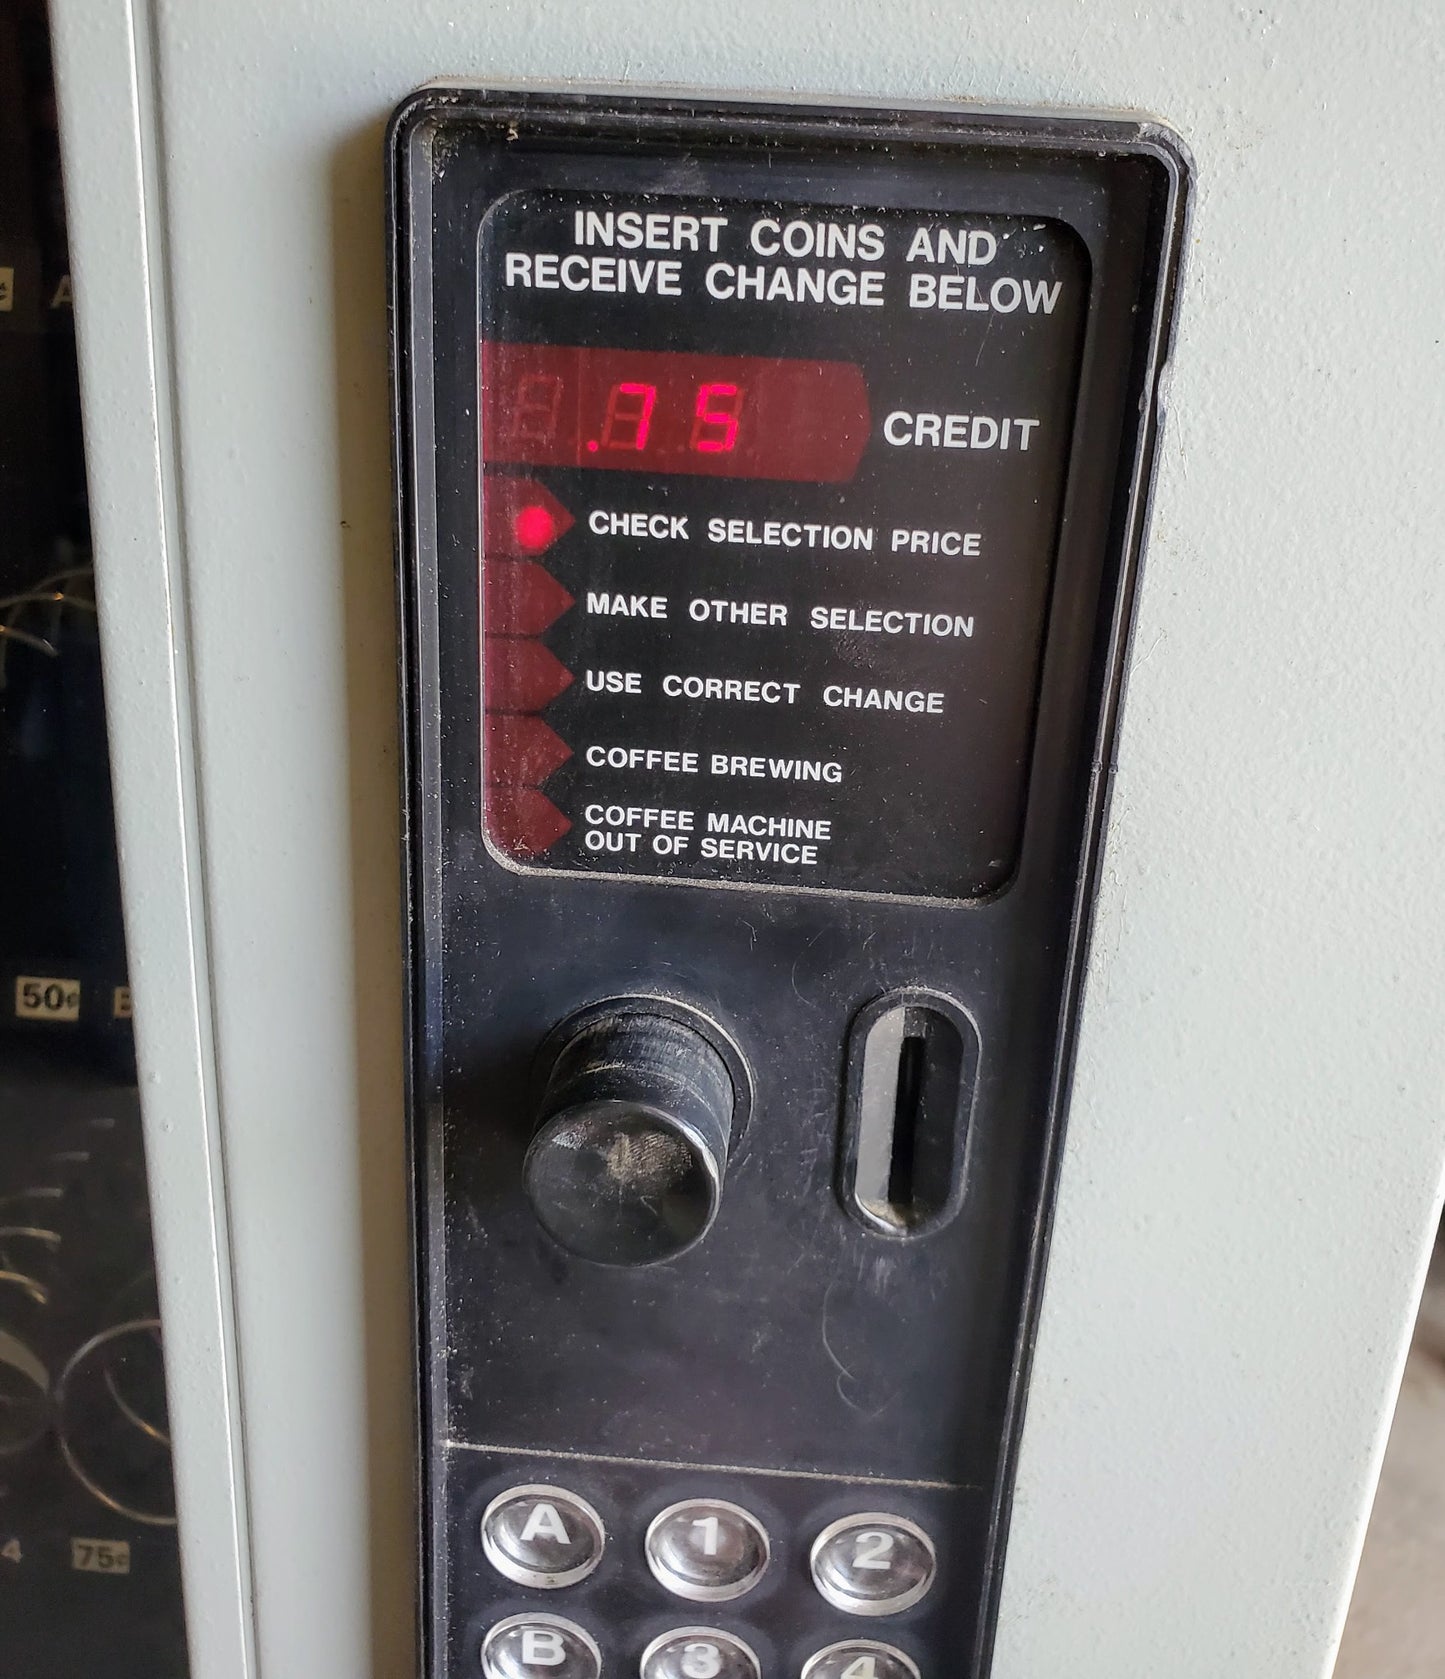 INSERT COINS AND
RECEIVE CHANGE BELOW
.75
CREDIT
CHECK SELECTION PRICE
MAKE OTHER SELECTION
USE CORRECT CHANGE
COFFEE BREWING
COFFEE MACHINE
OUT OF SERVICE
A
50¢
4
75¢
A 1 2
B 3 4